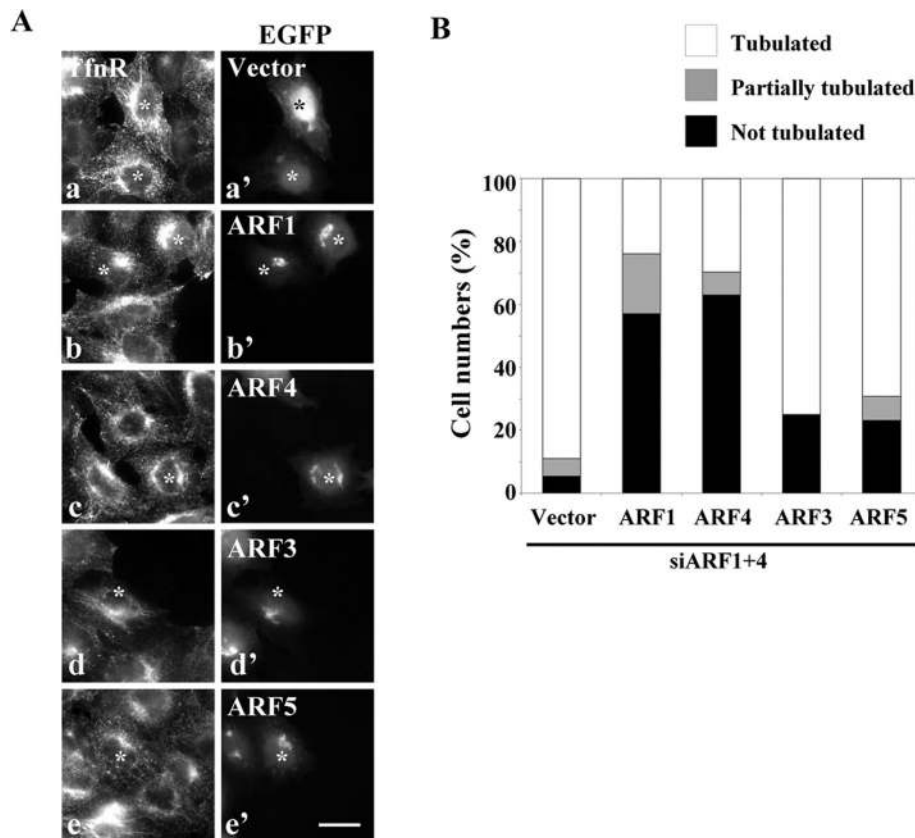 A
EGFP
TfnR
Vector
*
*
*
*
a
a’
ARF1
*
*
*
*
b
b’
ARF4
*
*
c
c’
ARF3
*
*
d
d’
ARF5
*
*
e
e’
B
Tubulated
Partially tubulated
Not tubulated
Cell numbers (%)
100
80
60
40
20
0
Vector ARF1 ARF4 ARF3 ARF5
siARF1+4